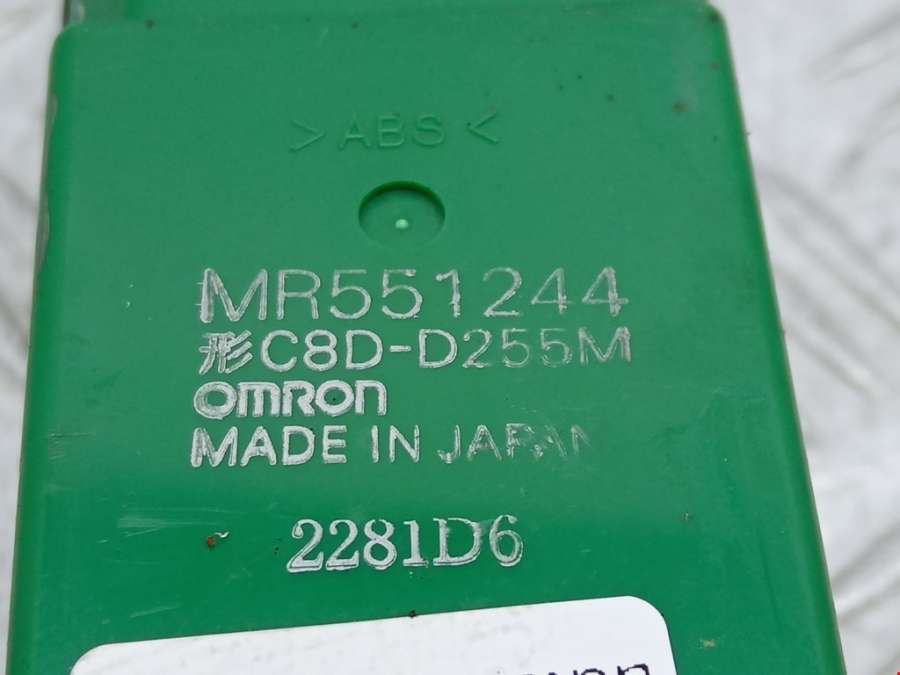 >ABS<
MR551244
形C8D-D255M
OMRON
MADE IN JAPAN
2281D6